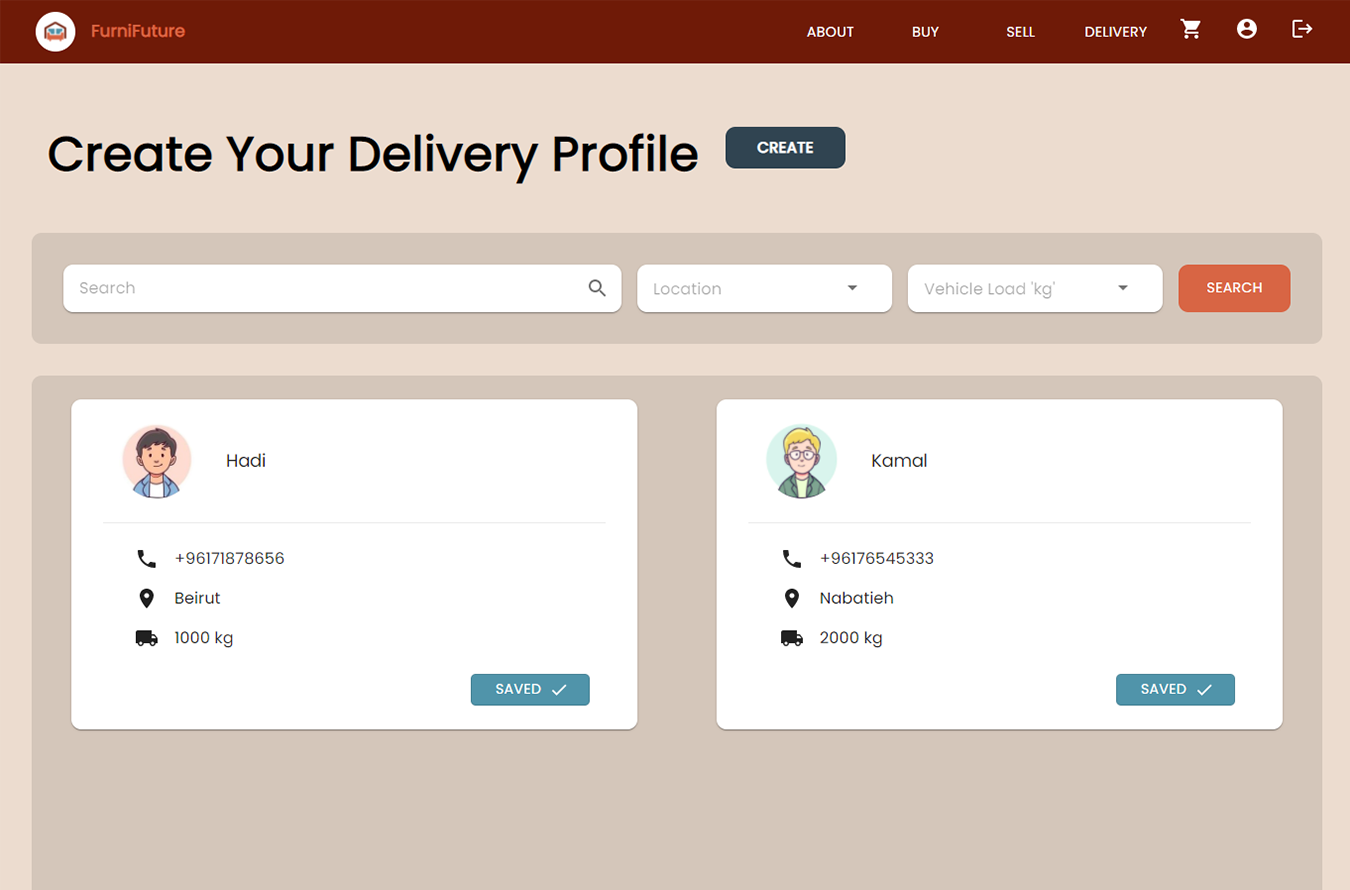 FurniFuture
ABOUT BUY SELL DELIVERY
Create Your Delivery Profile CREATE
Search Location Vehicle Load 'kg' SEARCH
Hadi
+96171878656
Beirut
1000 kg
SAVED
Kamal
+96176545333
Nabatieh
2000 kg
SAVED